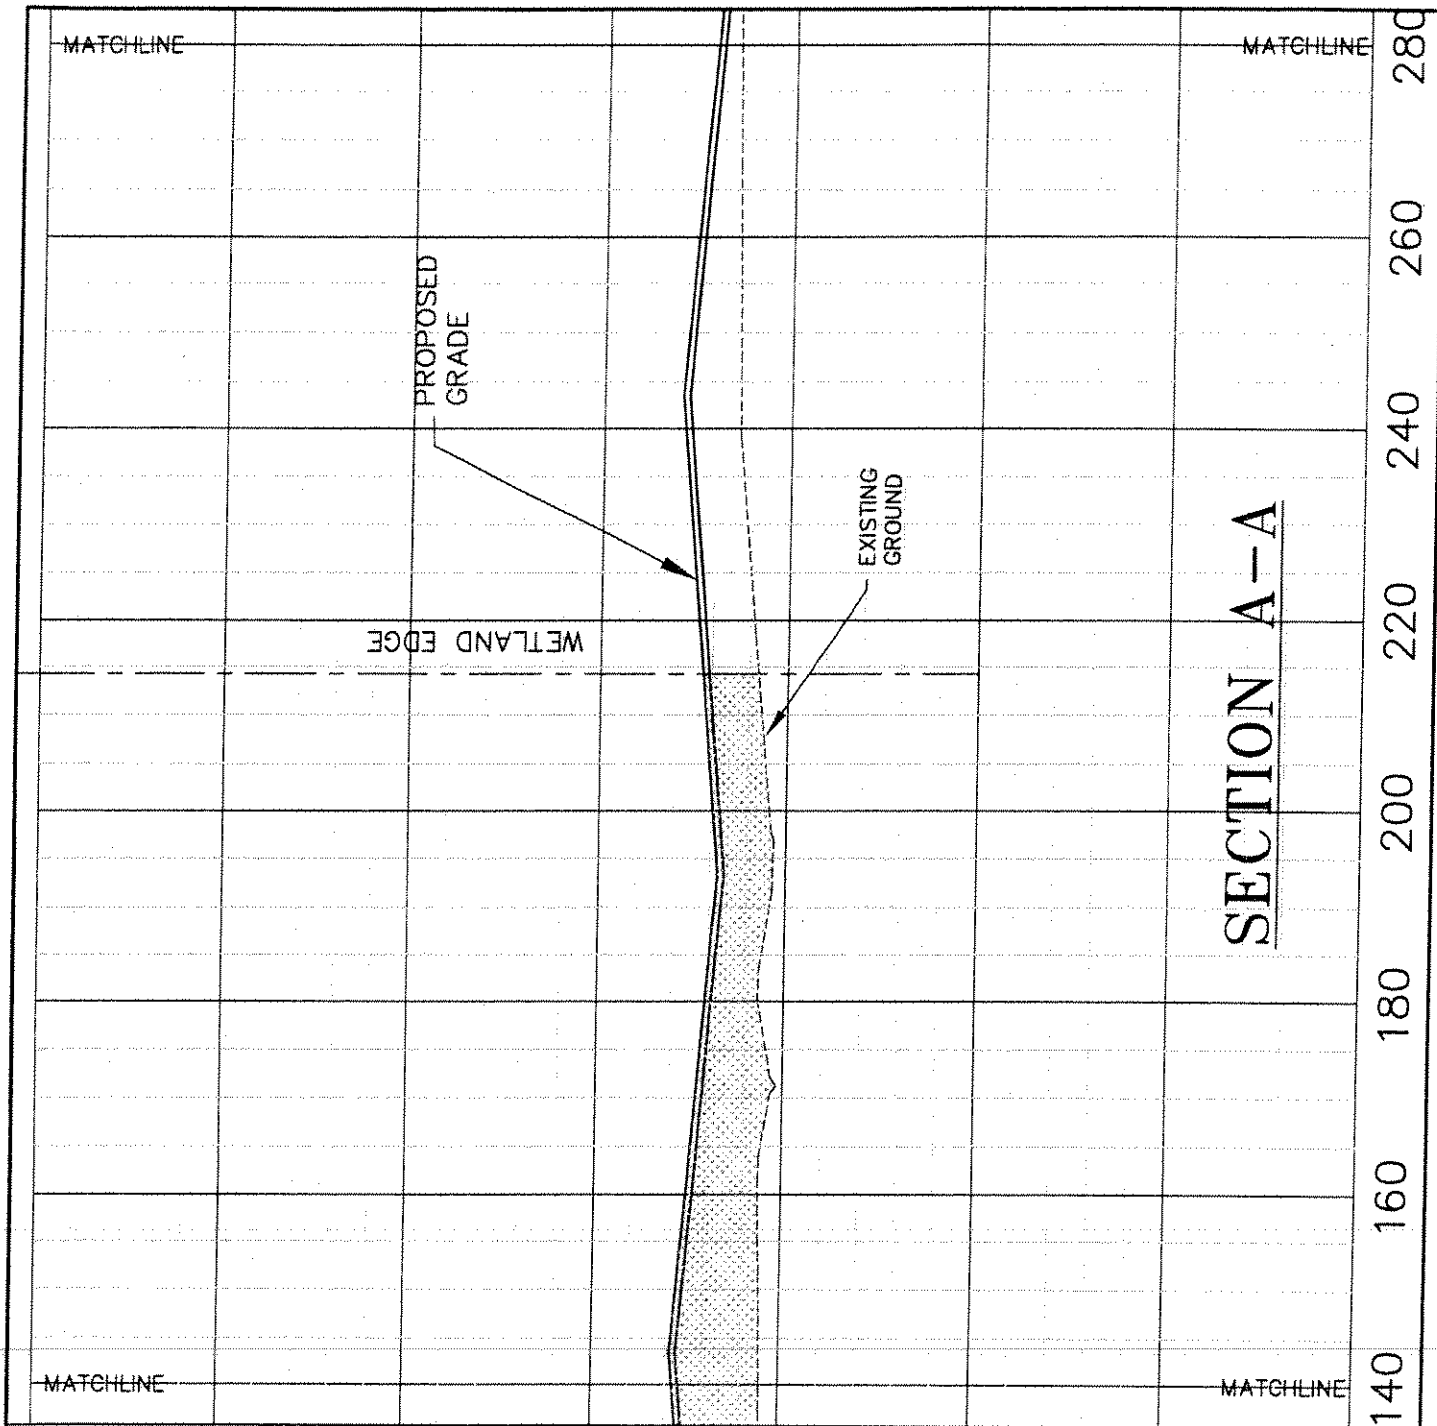 MATCHLINE
MATCHLINE
280
260
240
220
200
180
160
140
PROPOSED
GRADE
EXISTING
GROUND
WETLAND EDGE
SECTION A-A
MATCHLINE
MATCHLINE